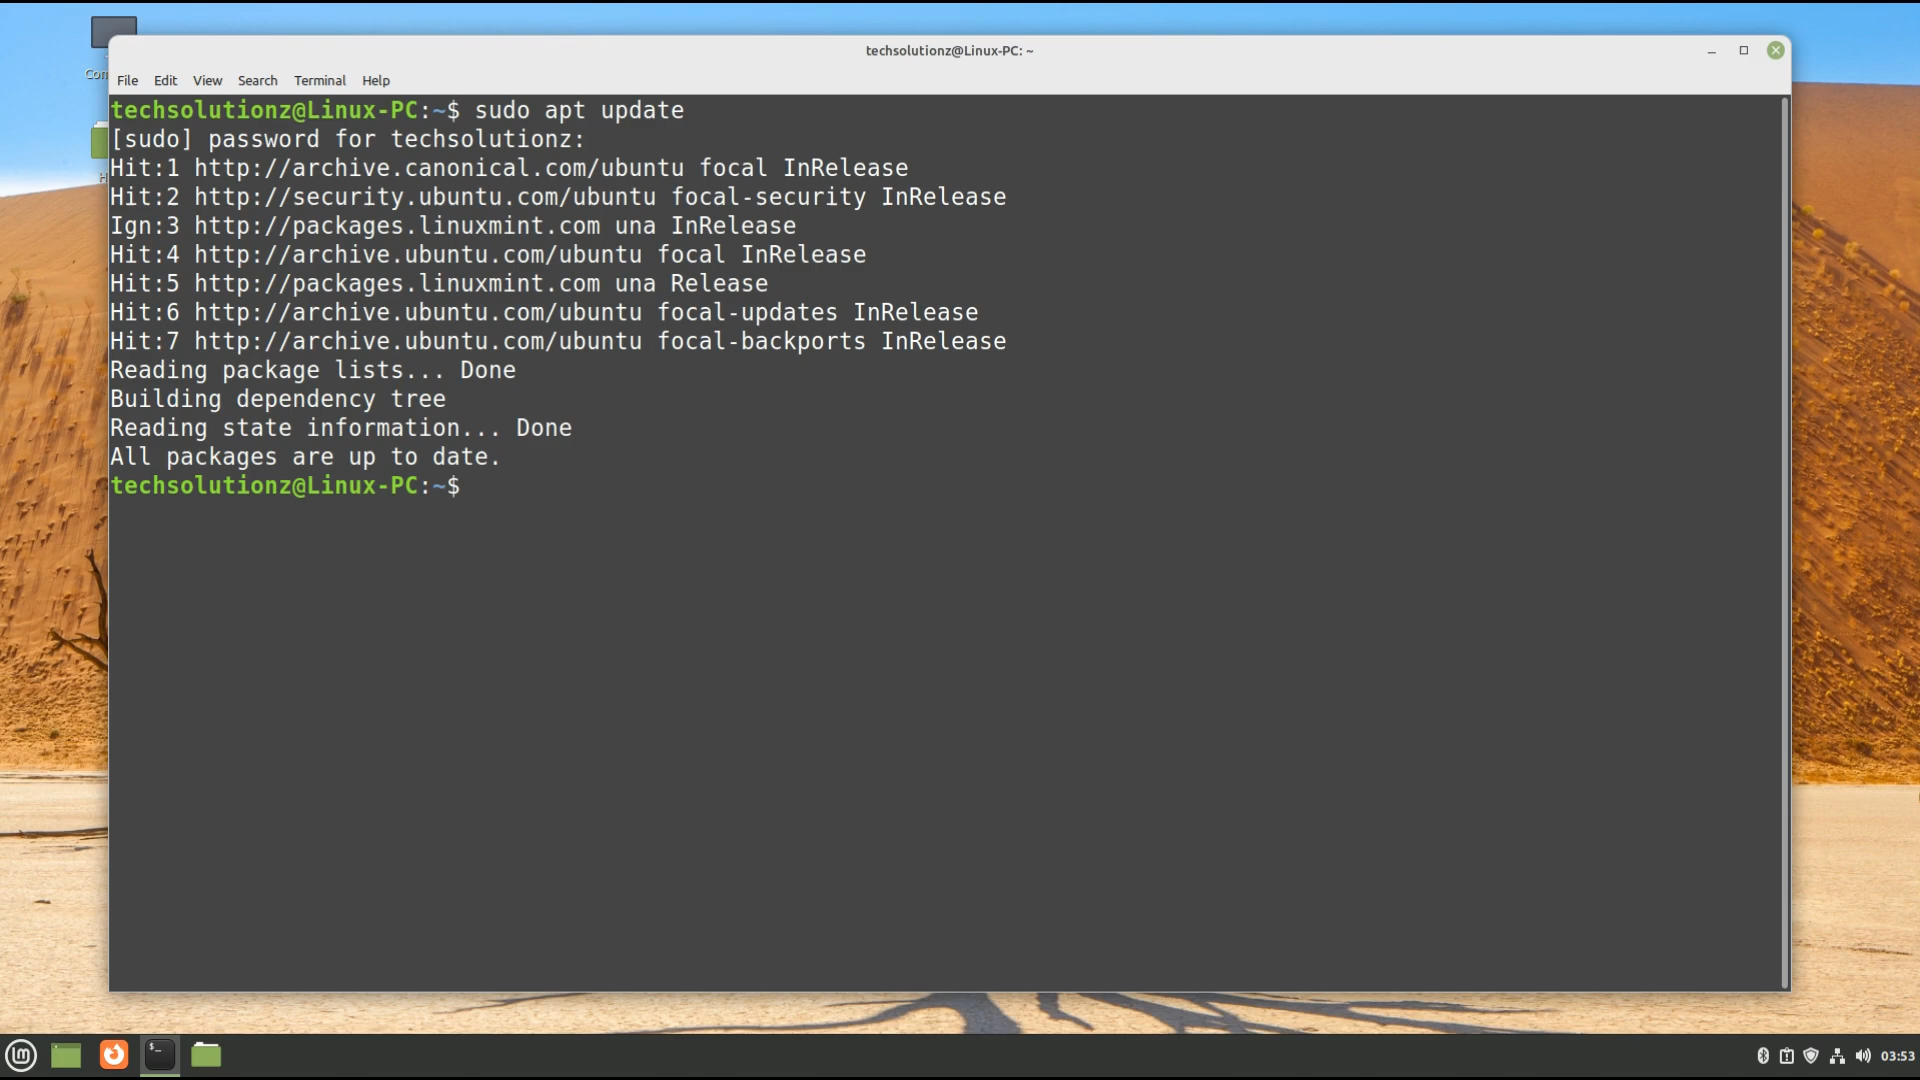 techsolutionz@Linux-PC: ~
File Edit View Search Terminal Help
techsolutionz@Linux-PC:~$ sudo apt update
[sudo] password for techsolutionz:
Hit:1 http://archive.canonical.com/ubuntu focal InRelease
Hit:2 http://security.ubuntu.com/ubuntu focal-security InRelease
Ign:3 http://packages.linuxmint.com una InRelease
Hit:4 http://archive.ubuntu.com/ubuntu focal InRelease
Hit:5 http://packages.linuxmint.com una Release
Hit:6 http://archive.ubuntu.com/ubuntu focal-updates InRelease
Hit:7 http://archive.ubuntu.com/ubuntu focal-backports InRelease
Reading package lists... Done
Building dependency tree
Reading state information... Done
All packages are up to date.
techsolutionz@Linux-PC:~$
03:53